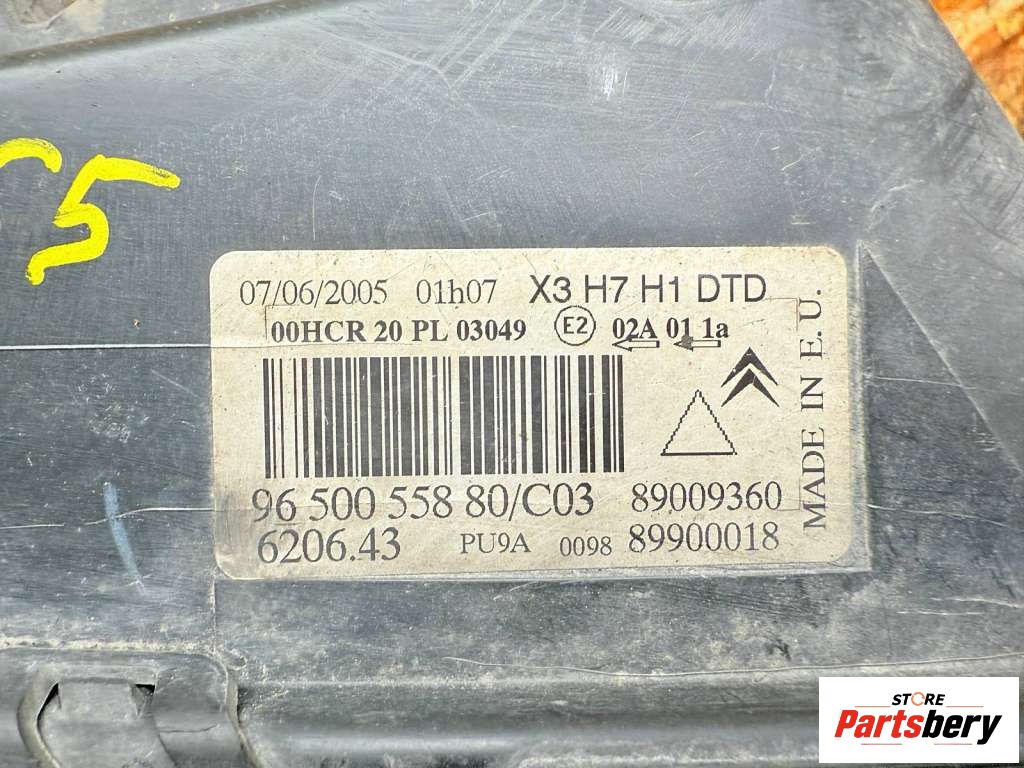 C5
07/06/2005 01h07 X3 H7 H1 DTD
00HCR 20 PL 03049 E2 02A 01 1a
96 500 558 80/C03 89009360
6206.43 PU9A 0098 89900018
MADE IN E.U.
STORE
Partsbery